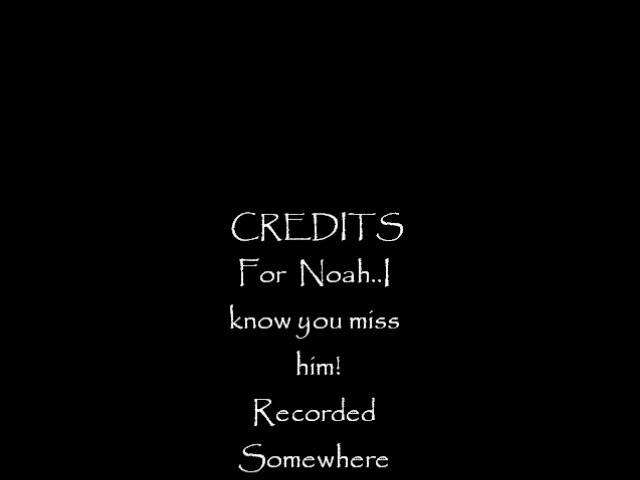 CREDITS
For Noah..I
know you miss
him!
Recorded
Somewhere